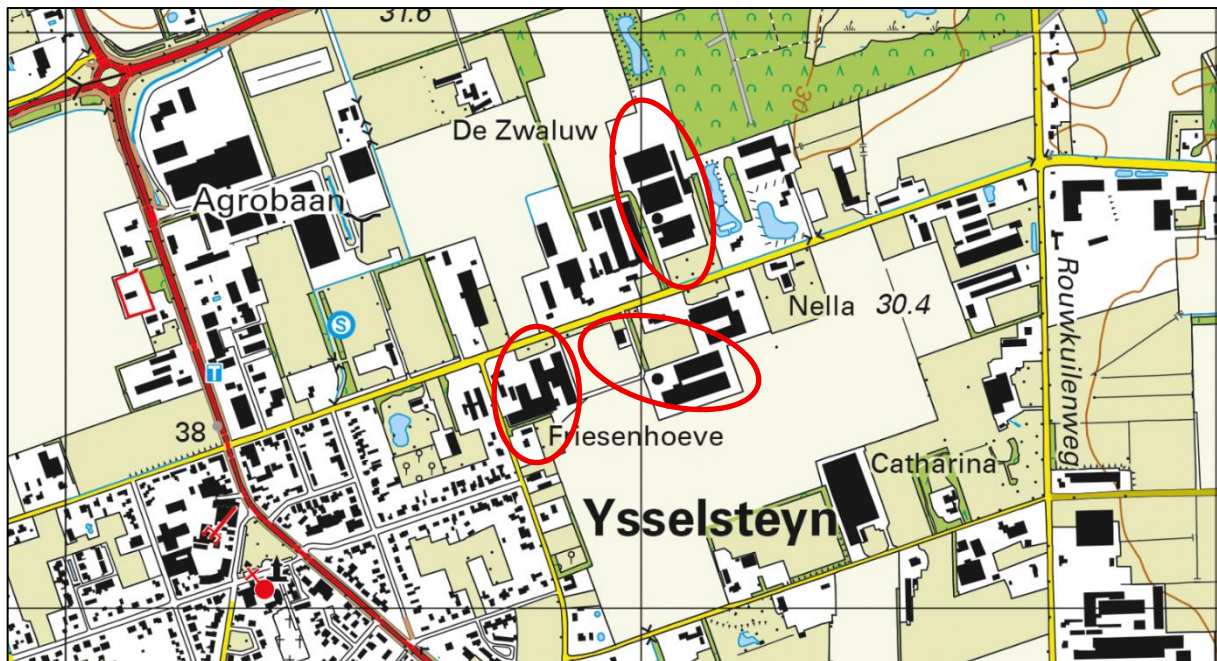 31.6
De Zwaluw
30
Agrobaan
Nella 30.4
Rouwkuilenweg
S
T
38
Friesenhoeve
Catharina
Ysselsteyn